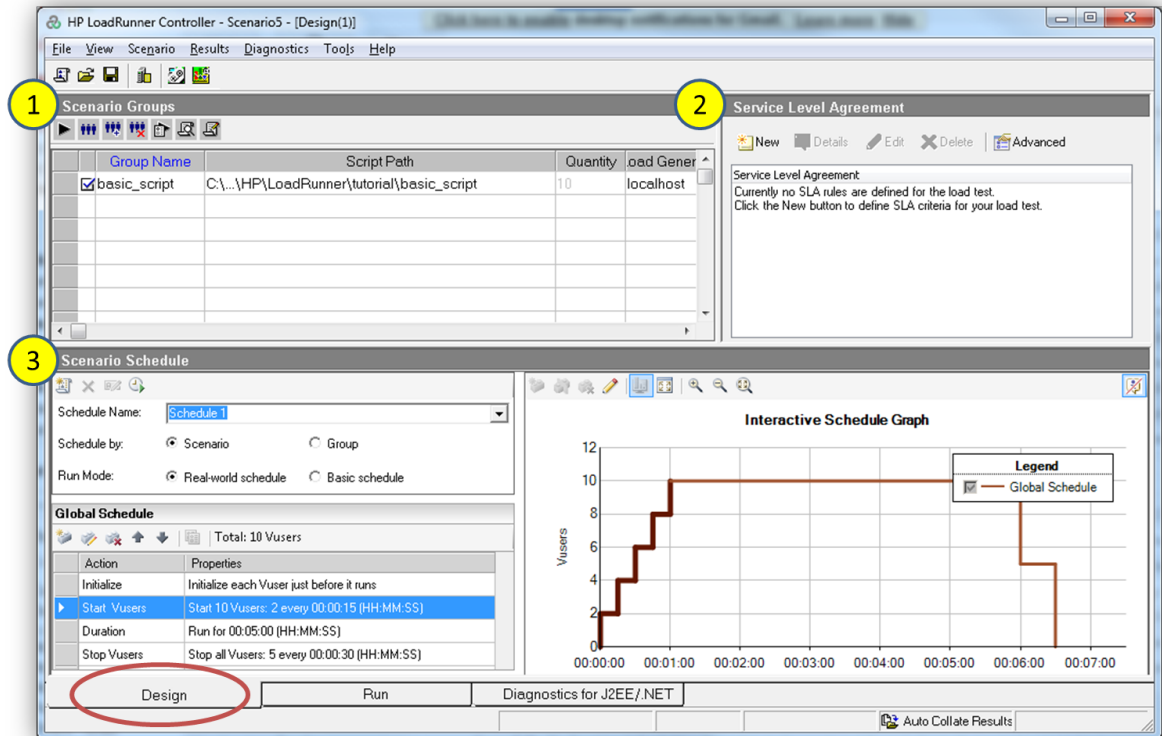 HP LoadRunner Controller - Scenario5 - [Design(1)]
File View Scenario Results Diagnostics Tools Help
1
Scenario Groups
Group Name Script Path Quantity .oad Gener
basic_script C:\...\HP\LoadRunner\tutorial\basic_script 10 localhost
2
Service Level Agreement
New Details Edit Delete Advanced
Service Level Agreement
Currently no SLA rules are defined for the load test.
Click the New button to define SLA criteria for your load test.
3
Scenario Schedule
Schedule Name: Schedule 1
Schedule by: Scenario Group
Run Mode: Real-world schedule Basic schedule
Global Schedule
Total: 10 Vusers
Action Properties
Initialize Initialize each Vuser just before it runs
Start Vusers Start 10 Vusers: 2 every 00:00:15 (HH:MM:SS)
Duration Run for 00:05:00 (HH:MM:SS)
Stop Vusers Stop all Vusers: 5 every 00:00:30 (HH:MM:SS)
Interactive Schedule Graph
Legend
Global Schedule
Vusers
12
10
8
6
4
2
0
00:00:00 00:01:00 00:02:00 00:03:00 00:04:00 00:05:00 00:06:00 00:07:00
Design Run Diagnostics for J2EE/.NET
Auto Collate Results